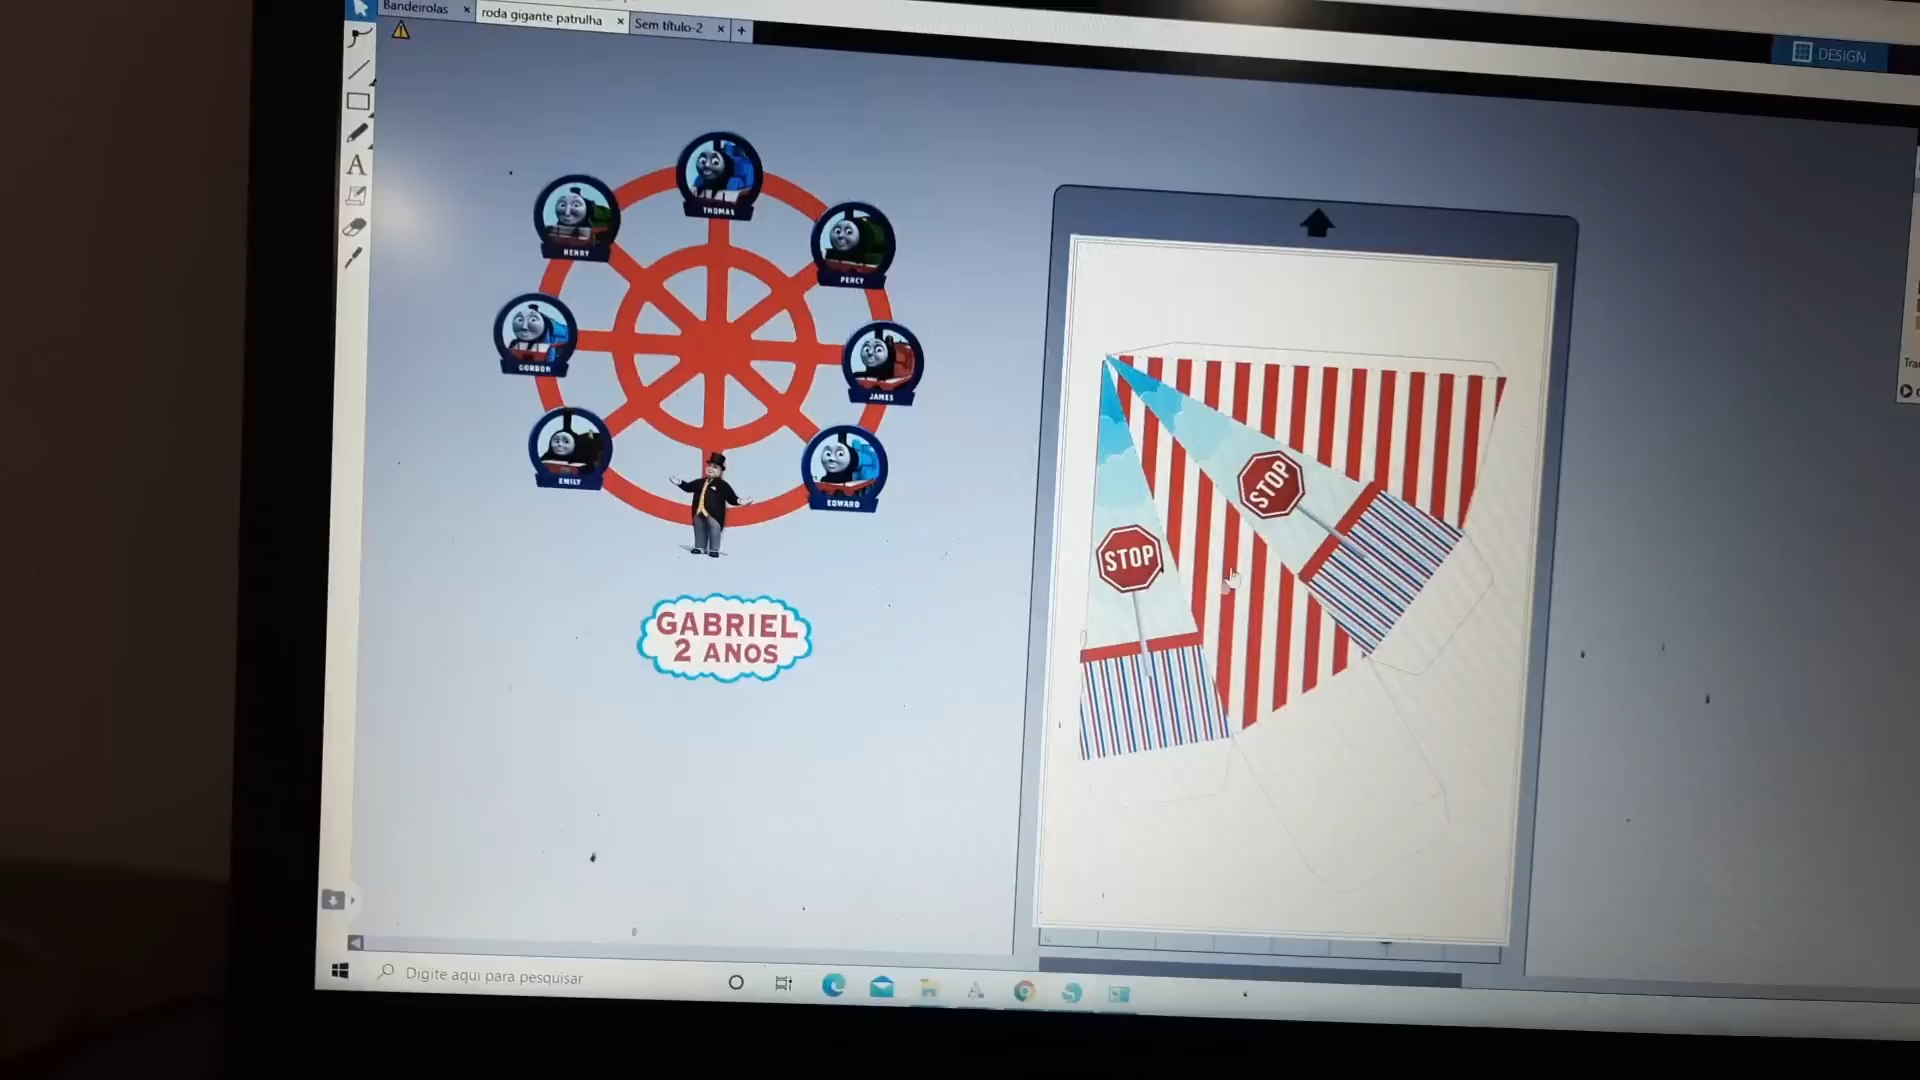 Bandeirolas
roda gigante patrulha
Sem título-2
DESIGN
THOMAS
HENRY
PERCY
GORDON
JAMES
EMILY
EDWARD
STOP
STOP
GABRIEL
2 ANOS
A
Digite aqui para pesquisar